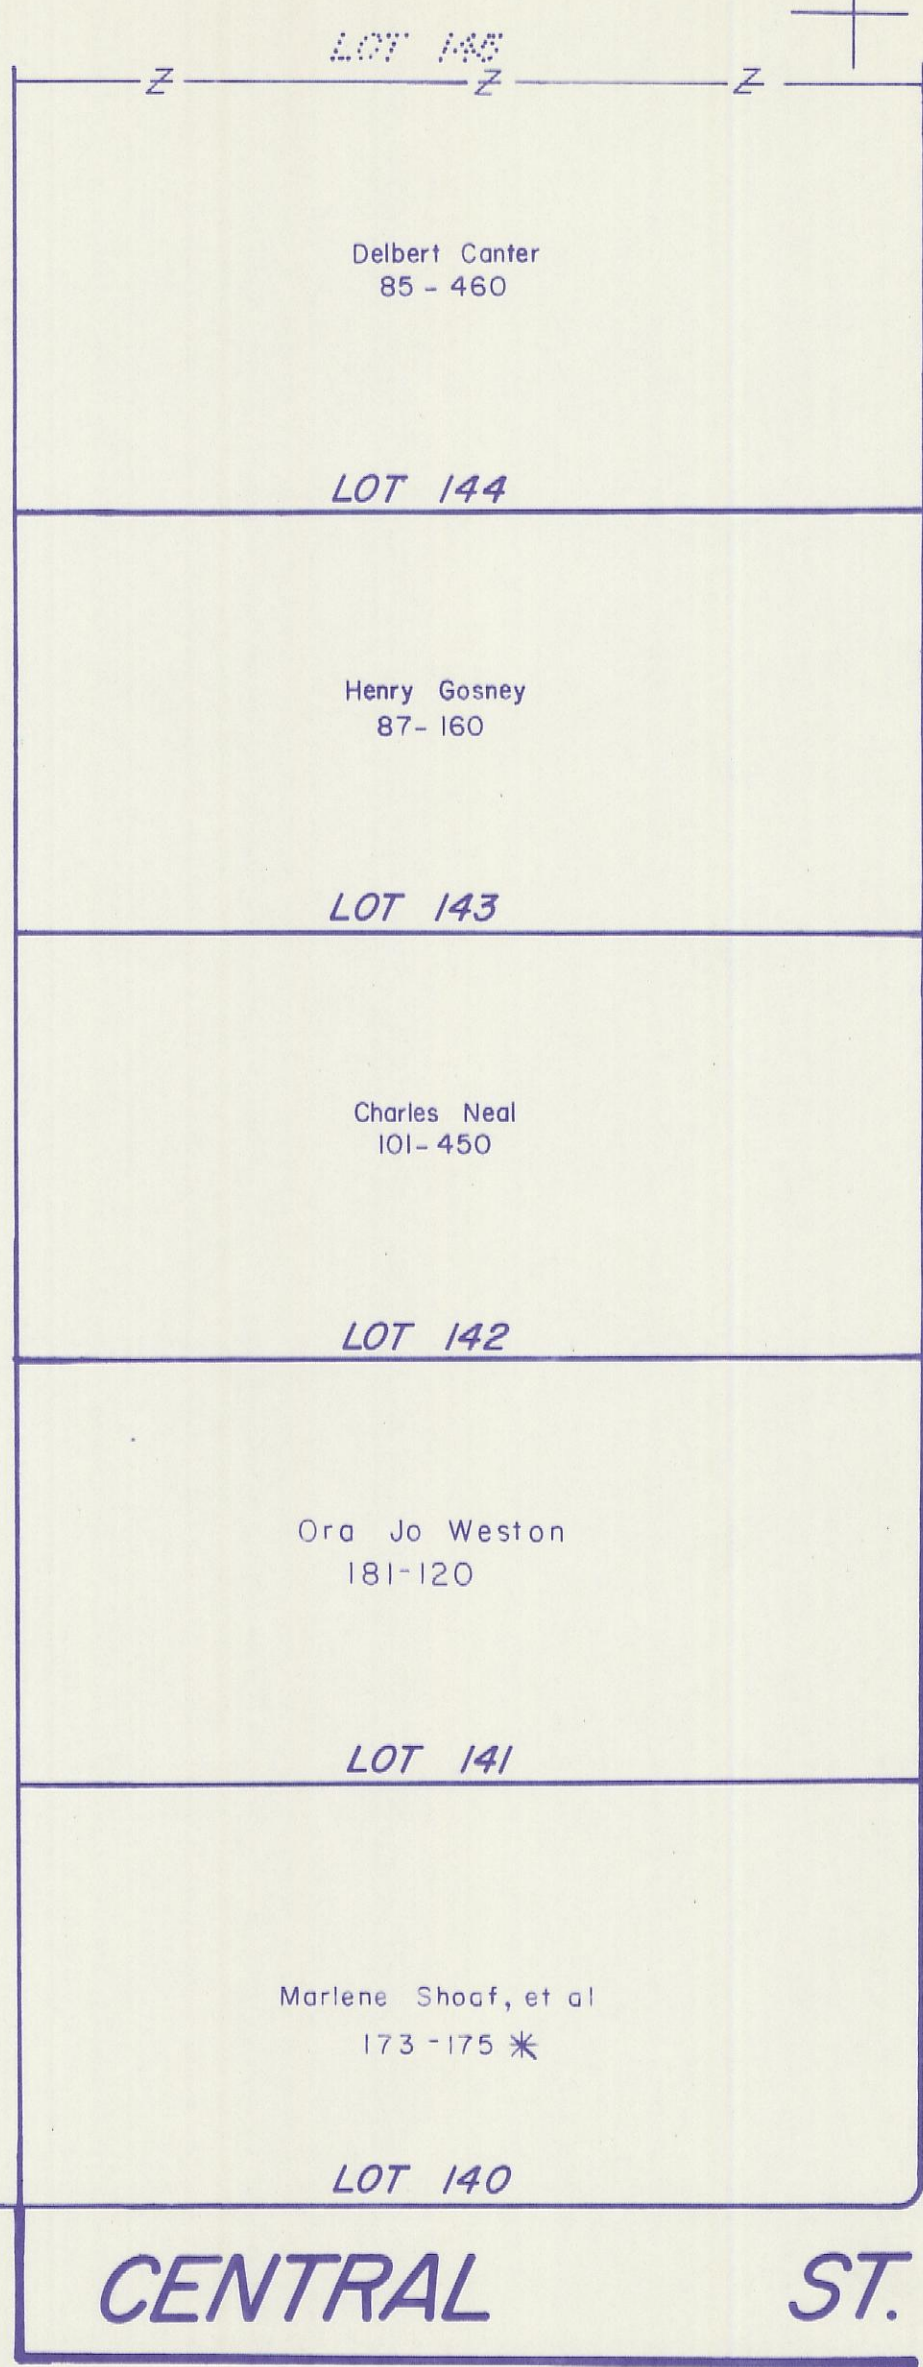 LOT 145
Z Z Z
Delbert Canter
85 - 460
LOT 144
Henry Gosney
87- 160
LOT 143
Charles Neal
101- 450
LOT 142
Ora Jo Weston
181-120
LOT 141
Marlene Shoaf, et al
173 -175 *
LOT 140
CENTRAL ST.